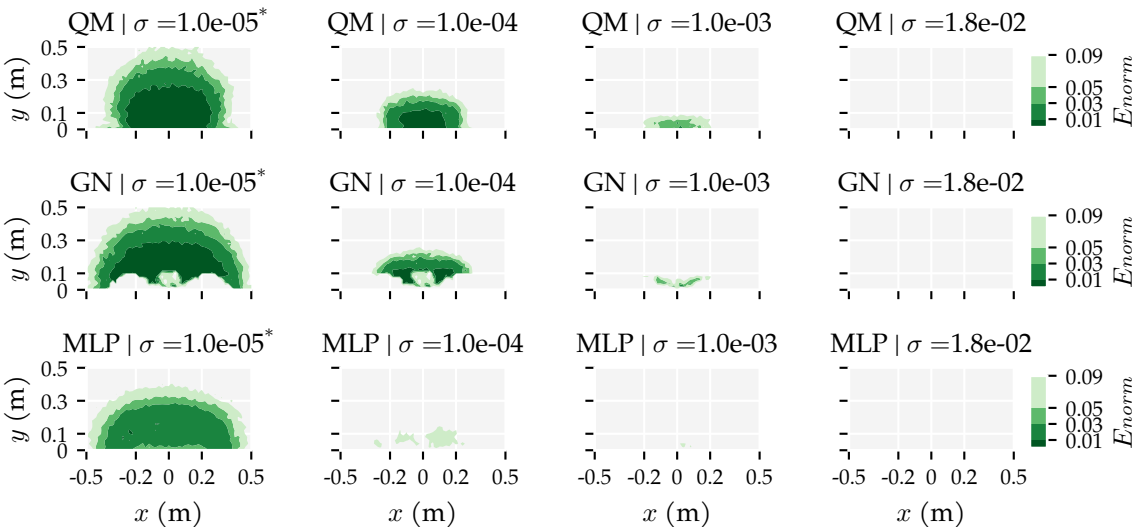 QM | σ =1.0e-05* QM | σ =1.0e-04 QM | σ =1.0e-03 QM | σ =1.8e-02
y (m)
0.5
0.3
0.1
0
0.09
0.05
0.03
0.01
E_norm
GN | σ =1.0e-05* GN | σ =1.0e-04 GN | σ =1.0e-03 GN | σ =1.8e-02
y (m)
0.5
0.3
0.1
0
0.09
0.05
0.03
0.01
E_norm
MLP | σ =1.0e-05* MLP | σ =1.0e-04 MLP | σ =1.0e-03 MLP | σ =1.8e-02
y (m)
0.5
0.3
0.1
0
0.09
0.05
0.03
0.01
E_norm
-0.5 -0.2 0 0.2 0.5 -0.5 -0.2 0 0.2 0.5 -0.5 -0.2 0 0.2 0.5 -0.5 -0.2 0 0.2 0.5
x (m) x (m) x (m) x (m)